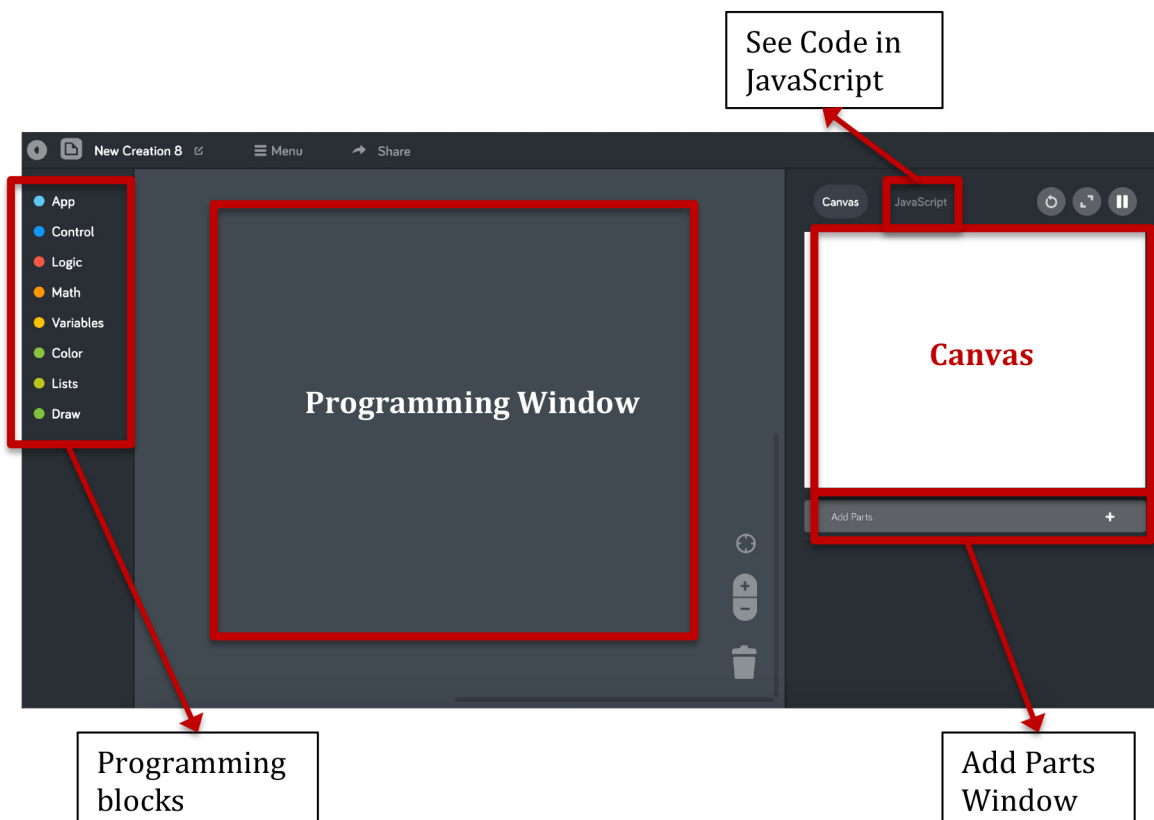 See Code in
JavaScript
New Creation 8
Menu
Share
App
Control
Logic
Math
Variables
Color
Lists
Draw
Programming Window
Canvas
JavaScript
Canvas
Add Parts
+
+
-
Programming
blocks
Add Parts
Window